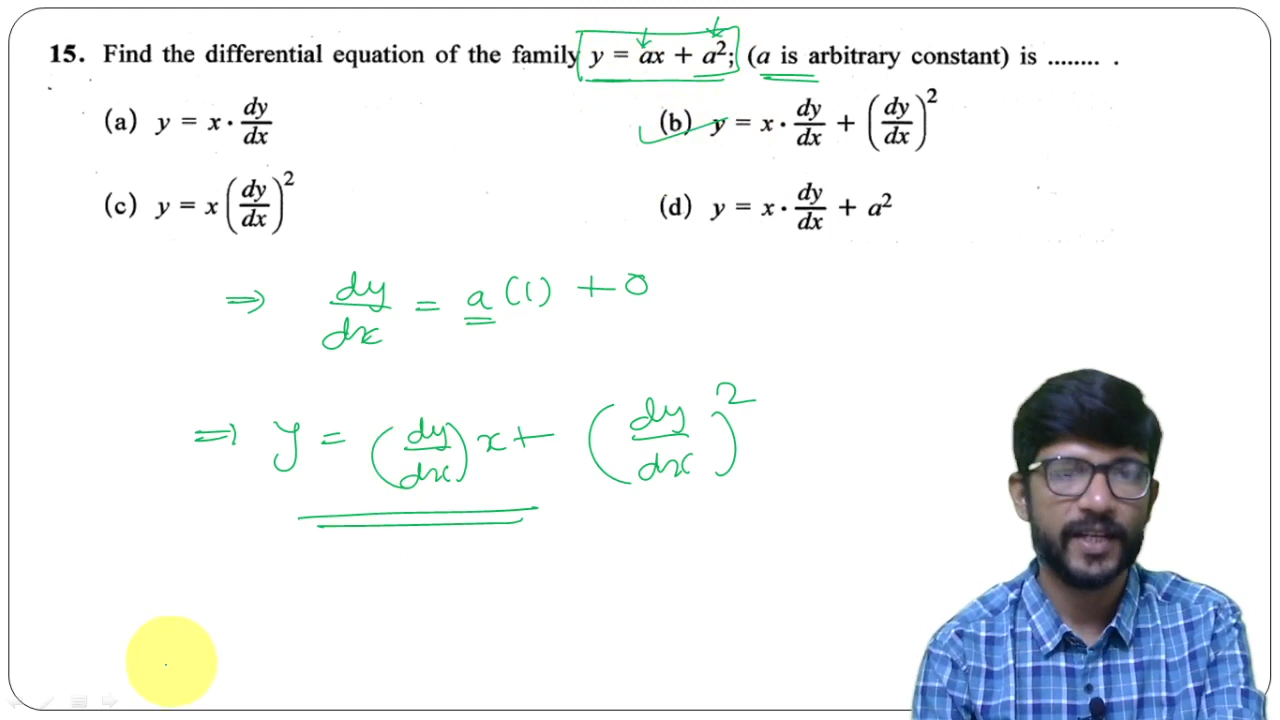 15. Find the differential equation of the family y = ax + a²; (a is arbitrary constant) is ........ .
(a) y = x · dy/dx
(b) y = x · dy/dx + (dy/dx)²
(c) y = x (dy/dx)²
(d) y = x · dy/dx + a²
⇒ dy/dx = a (1) + 0
⇒ y = (dy/dx) x + (dy/dx)²